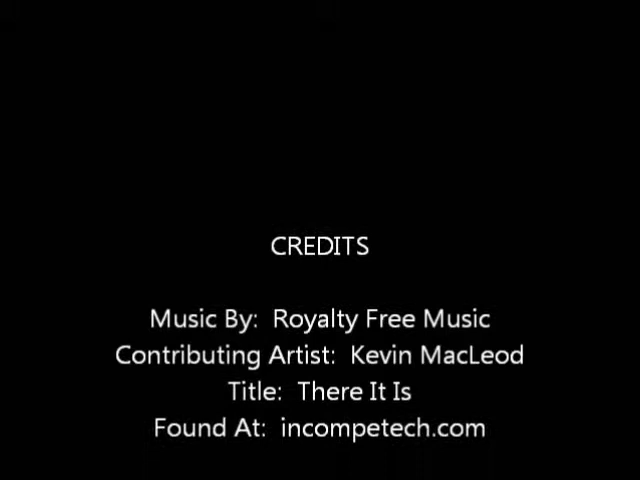 CREDITS
Music By:  Royalty Free Music
Contributing Artist:  Kevin MacLeod
Title:  There It Is
Found At:  incompetech.com